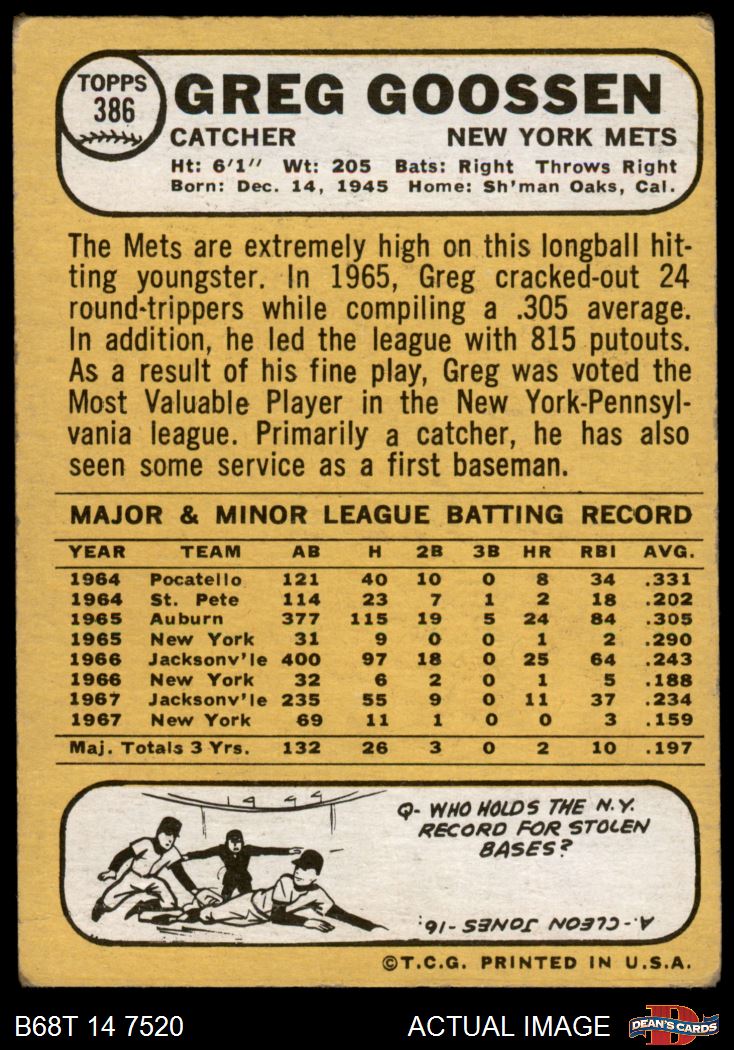 TOPPS
386
GREG GOOSSEN
CATCHER NEW YORK METS
Ht: 6'1" Wt: 205 Bats: Right Throws Right
Born: Dec. 14, 1945 Home: Sh'man Oaks, Cal.
The Mets are extremely high on this longball hit-
ting youngster. In 1965, Greg cracked-out 24
round-trippers while compiling a .305 average.
In addition, he led the league with 815 putouts.
As a result of his fine play, Greg was voted the
Most Valuable Player in the New York-Pennsyl-
vania league. Primarily a catcher, he has also
seen some service as a first baseman.
MAJOR & MINOR LEAGUE BATTING RECORD
YEAR TEAM AB H 2B 3B HR RBI AVG.
1964 Pocatello 121 40 10 0 8 34 .331
1964 St. Pete 114 23 7 1 2 18 .202
1965 Auburn 377 115 19 5 24 84 .305
1965 New York 31 9 0 0 1 2 .290
1966 Jacksonv'le 400 97 18 0 25 64 .243
1966 New York 32 6 2 0 1 5 .188
1967 Jacksonv'le 235 55 9 0 11 37 .234
1967 New York 69 11 1 0 0 3 .159
Maj. Totals 3 Yrs. 132 26 3 0 2 10 .197
Q- WHO HOLDS THE N.Y.
RECORD FOR STOLEN
BASES?
A.-CLEON JONES-16.
©T.C.G. PRINTED IN U.S.A.
B68T 14 7520 ACTUAL IMAGE
D
DEAN'S CARDS